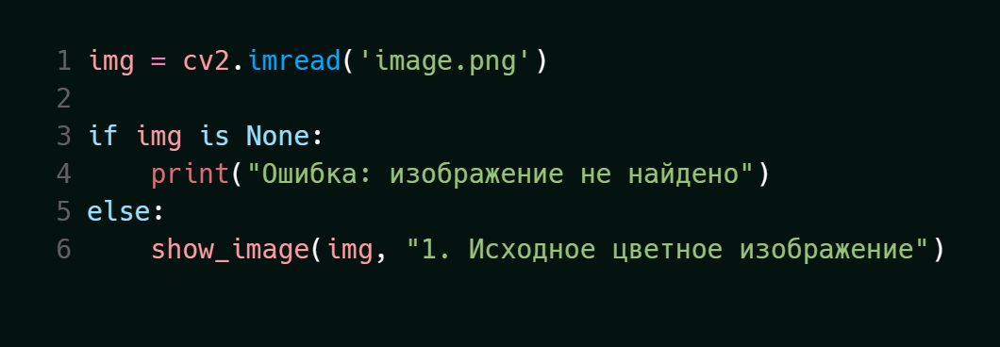 1 img = cv2.imread('image.png')
2
3 if img is None:
4     print("Ошибка: изображение не найдено")
5 else:
6     show_image(img, "1. Исходное цветное изображение")